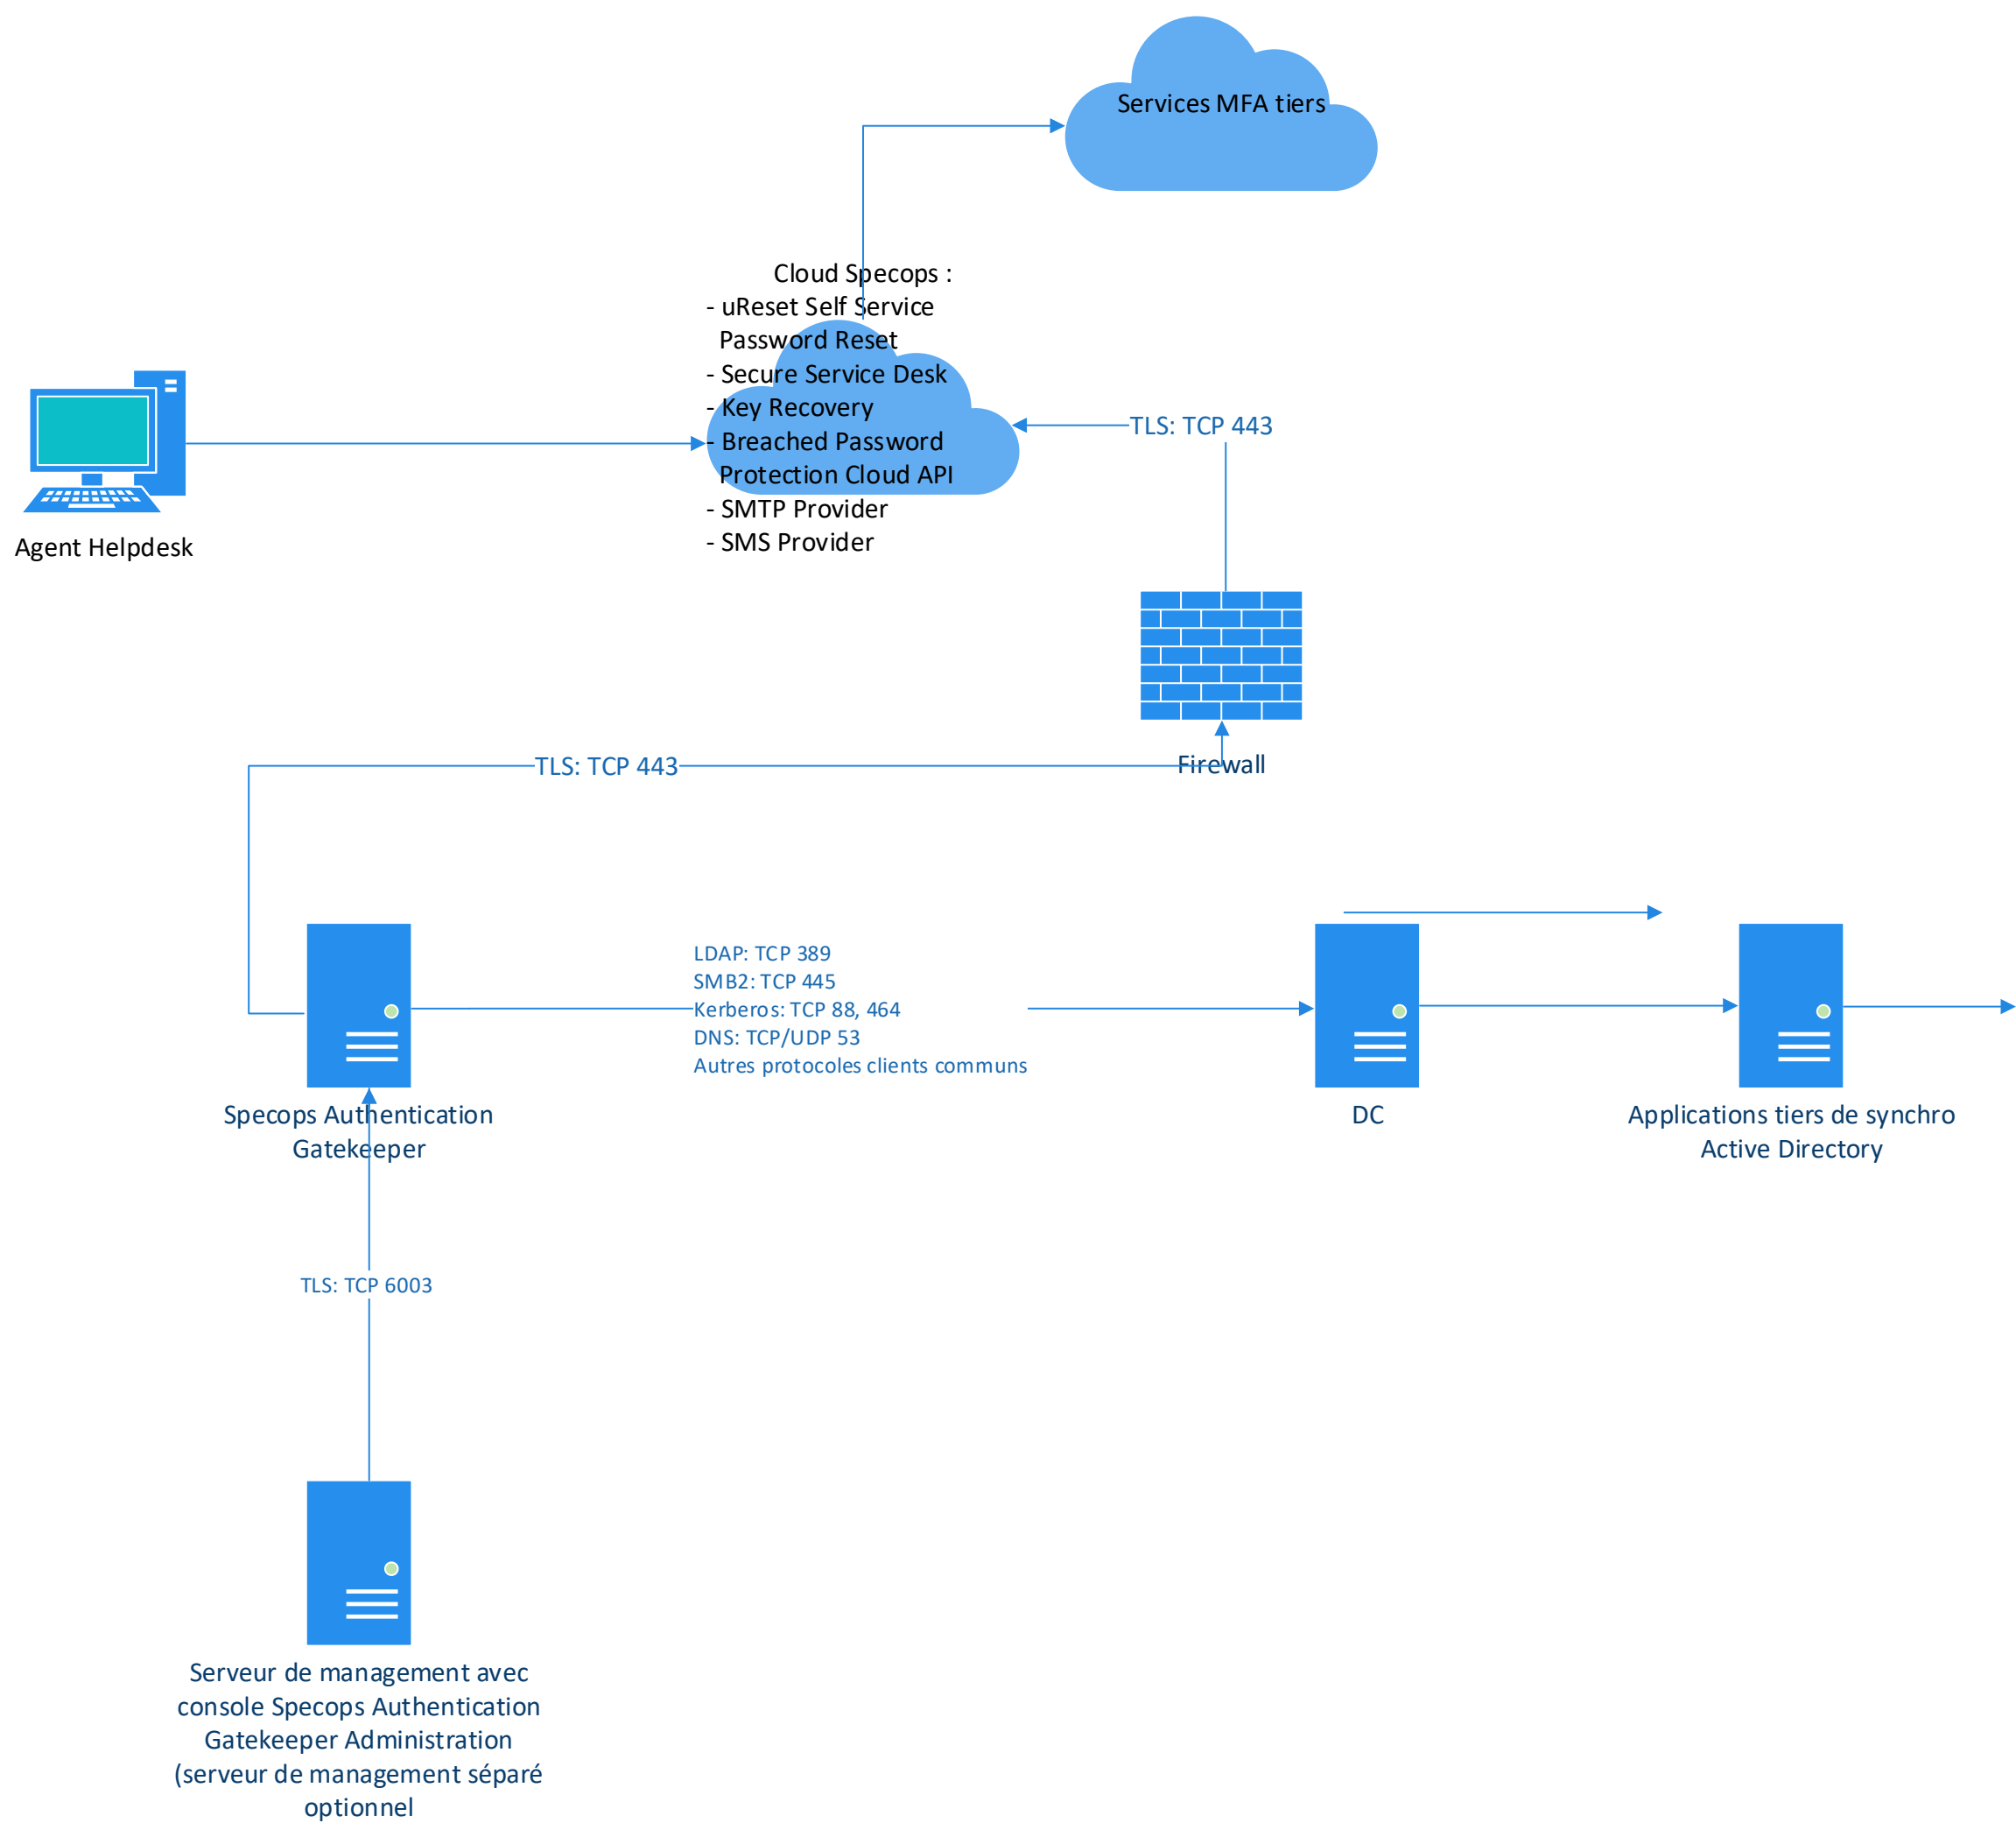 Services MFA tiers
Cloud Specops :
- uReset Self Service
Password Reset
- Secure Service Desk
- Key Recovery
- Breached Password
Protection Cloud API
- SMTP Provider
- SMS Provider
TLS: TCP 443
Agent Helpdesk
TLS: TCP 443
Firewall
LDAP: TCP 389
SMB2: TCP 445
Kerberos: TCP 88, 464
DNS: TCP/UDP 53
Autres protocoles clients communs
Specops Authentication
Gatekeeper
DC
Applications tiers de synchro
Active Directory
TLS: TCP 6003
Serveur de management avec
console Specops Authentication
Gatekeeper Administration
(serveur de management séparé
optionnel